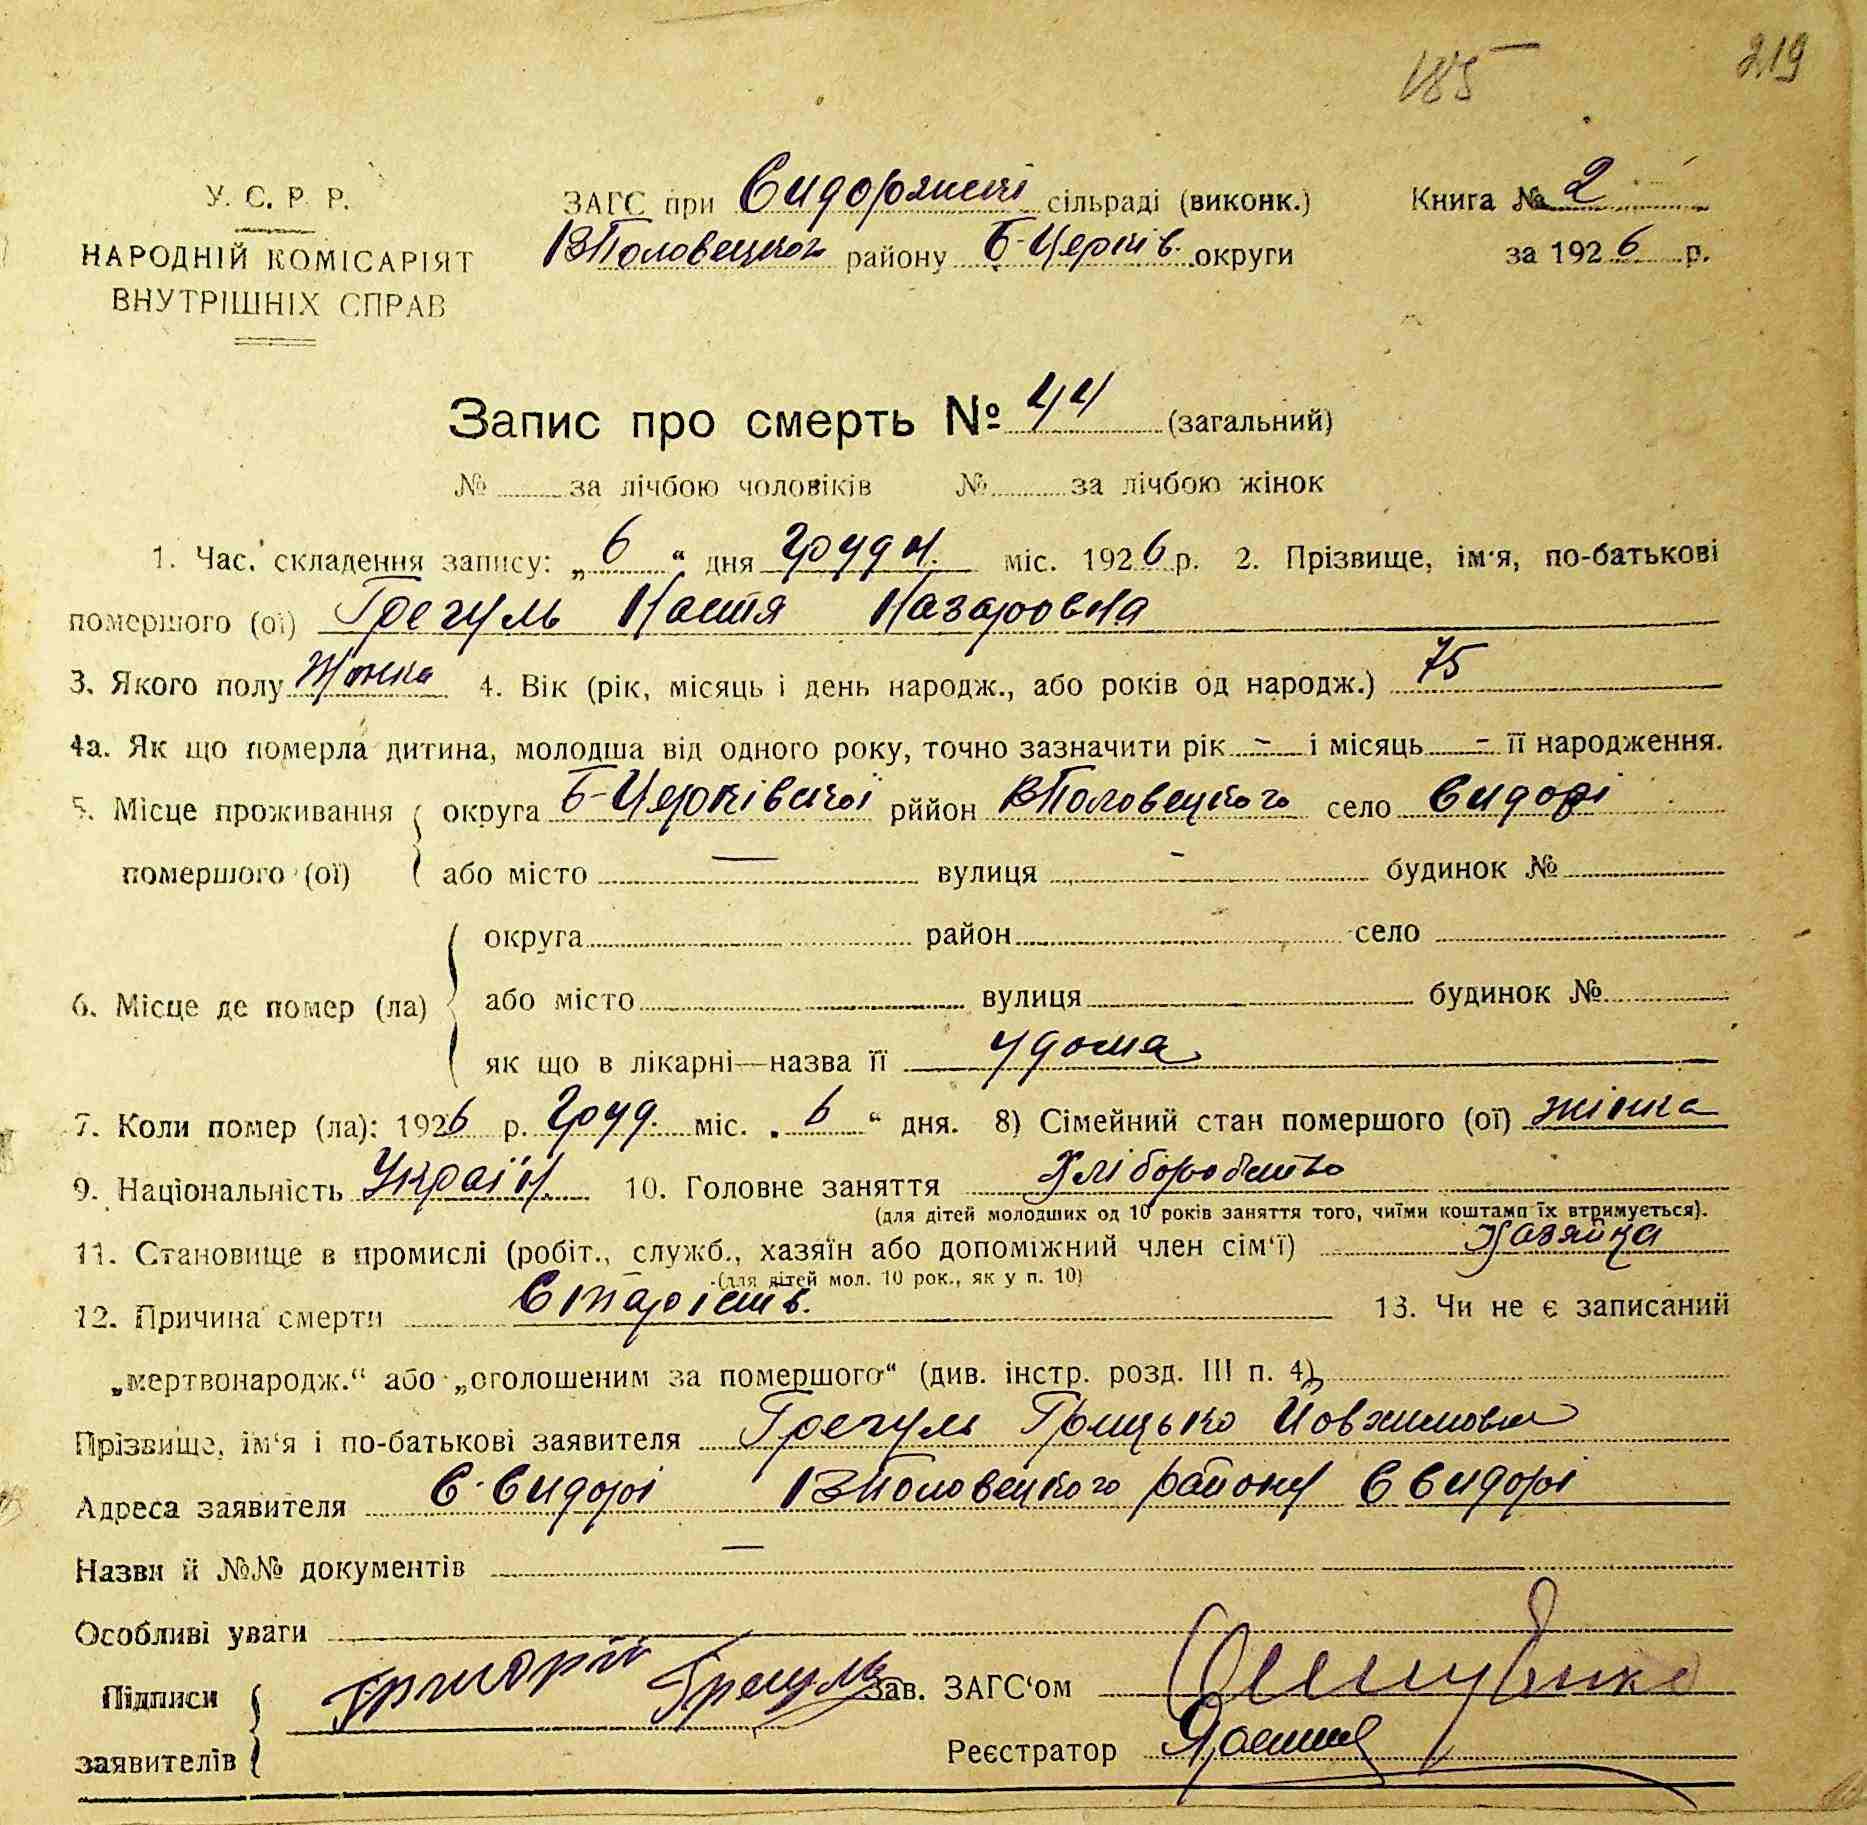 185 219
У. С. Р. Р. ЗАГС при Сидорянскі сільраді (виконк.) Книга № 2
НАРОДНІЙ КОМІСАРІЯТ ВПоловецького району Б-Церків. округи за 1926 р.
ВНУТРІШНІХ СПРАВ
Запис про смерть № 44 (загальний)
№ за лічбою чоловіків № за лічбою жінок
1. Час складення запису: „6“ дня грудн. міс. 1926 р. 2. Прізвище, ім'я, по-батькові
помершого (ої) Грегуль Настя Назаровна
3. Якого полу Жінка 4. Вік (рік, місяць і день народж., або років од народж.) 75
4а. Як що померла дитина, молодша від одного року, точно зазначити рік - і місяць - її народження.
5. Місце проживання округа Б-Церківської рййон ВПоловецького село Сидорі
помершого (ої) або місто — вулиця - будинок №
округа район село
6. Місце де помер (ла) або місто вулиця будинок №
як що в лікарні—назва її удома
7. Коли помер (ла): 1926 р. груд. міс. „6“ дня. 8) Сімейний стан помершого (ої) жінка
9. Національність Україн. 10. Головне заняття Хліборобство
(для дітей молодших од 10 років заняття того, чиїми коштами їх втримується).
11. Становище в промислі (робіт., служб., хазяїн або допоміжний член сім'ї) Хазяйка
(для дітей мол. 10 рок., як у п. 10)
12. Причина смерти Старість. 13. Чи не є записаний
„мертвонародж.“ або „оголошеним за помершого“ (див. інстр. розд. III п. 4)
Прізвище, ім'я і по-батькові заявителя Грегуль Грицько
Адреса заявителя С. Сидорі ВПоловецького району С Сидорі
Назви й №№ документів —
Особливі уваги
Підписи Григорій Грегуль Зав. ЗАГС'ом
заявителів Реєстратор